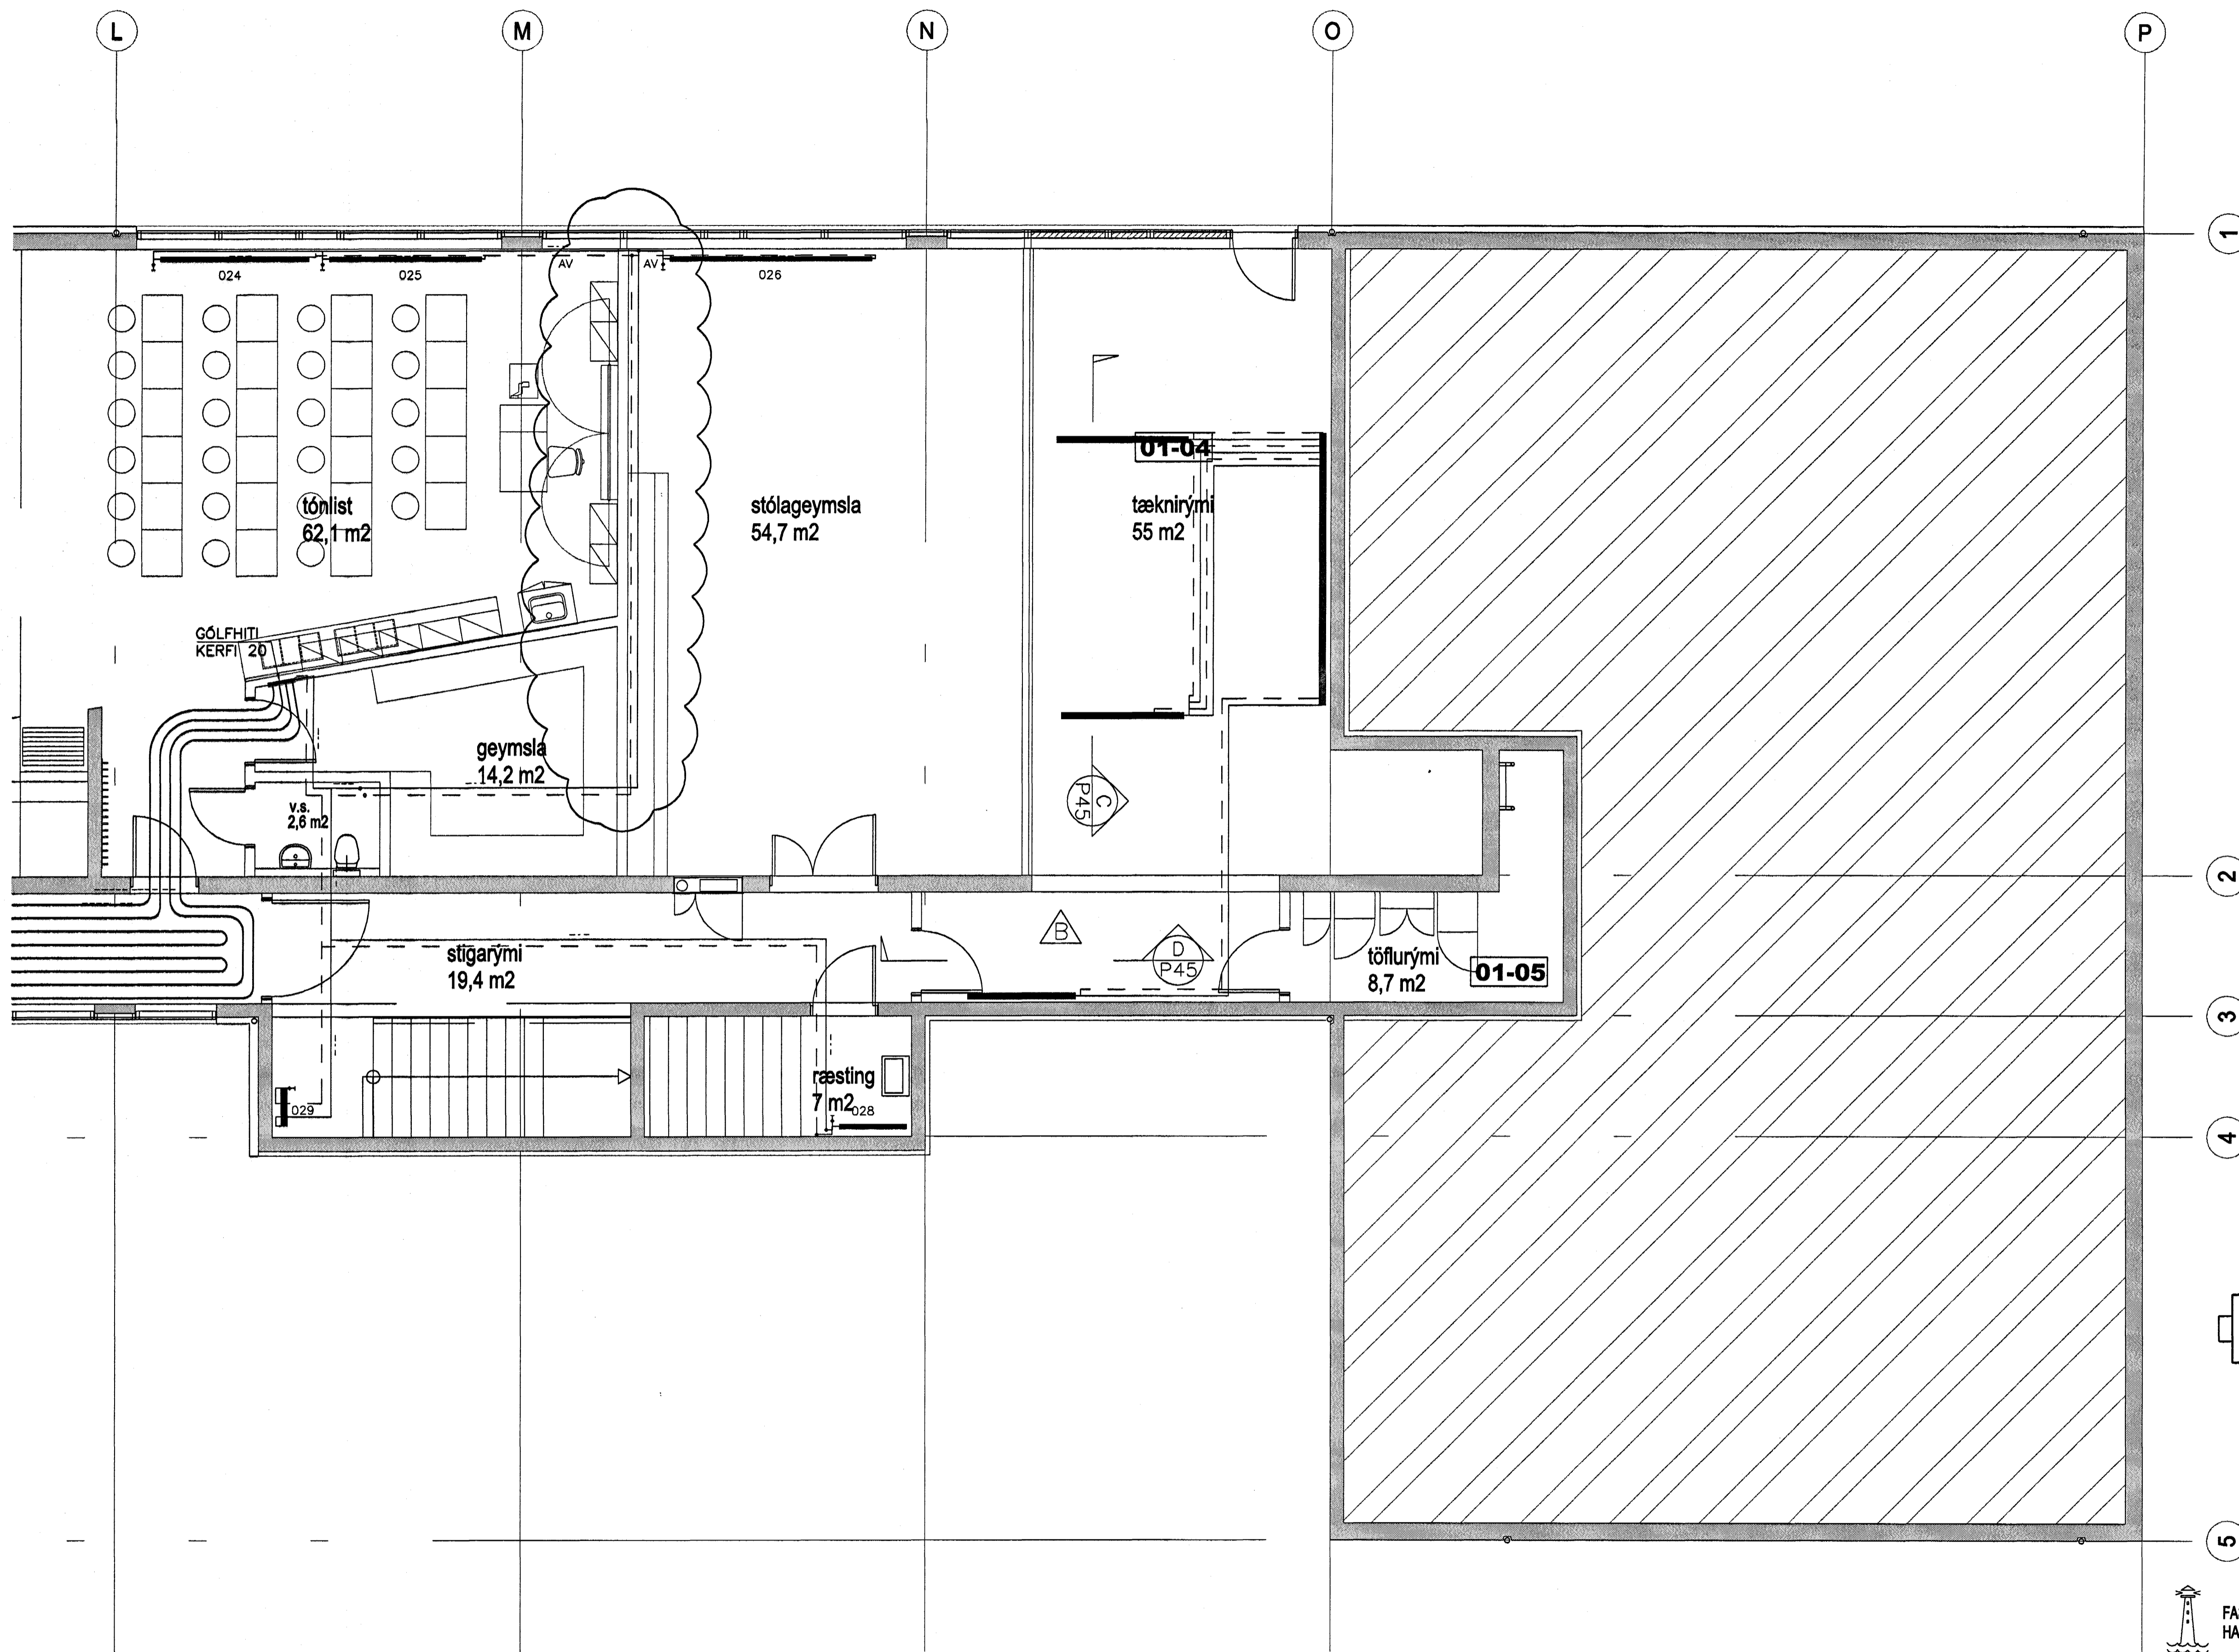 L
M
N
O
P
1
024
025
AV
AV
026
01-04
tónlist
62,1 m2
stólageymsla
54,7 m2
tæknirými
55 m2
GÓLFHITI
KERFI 20
geymsla
14,2 m2
v.s.
2,6 m2
C
P45
2
B
D
P45
stigarými
19,4 m2
töflurými
8,7 m2
01-05
3
ræsting
7 m2
028
029
4
5
FA
HA